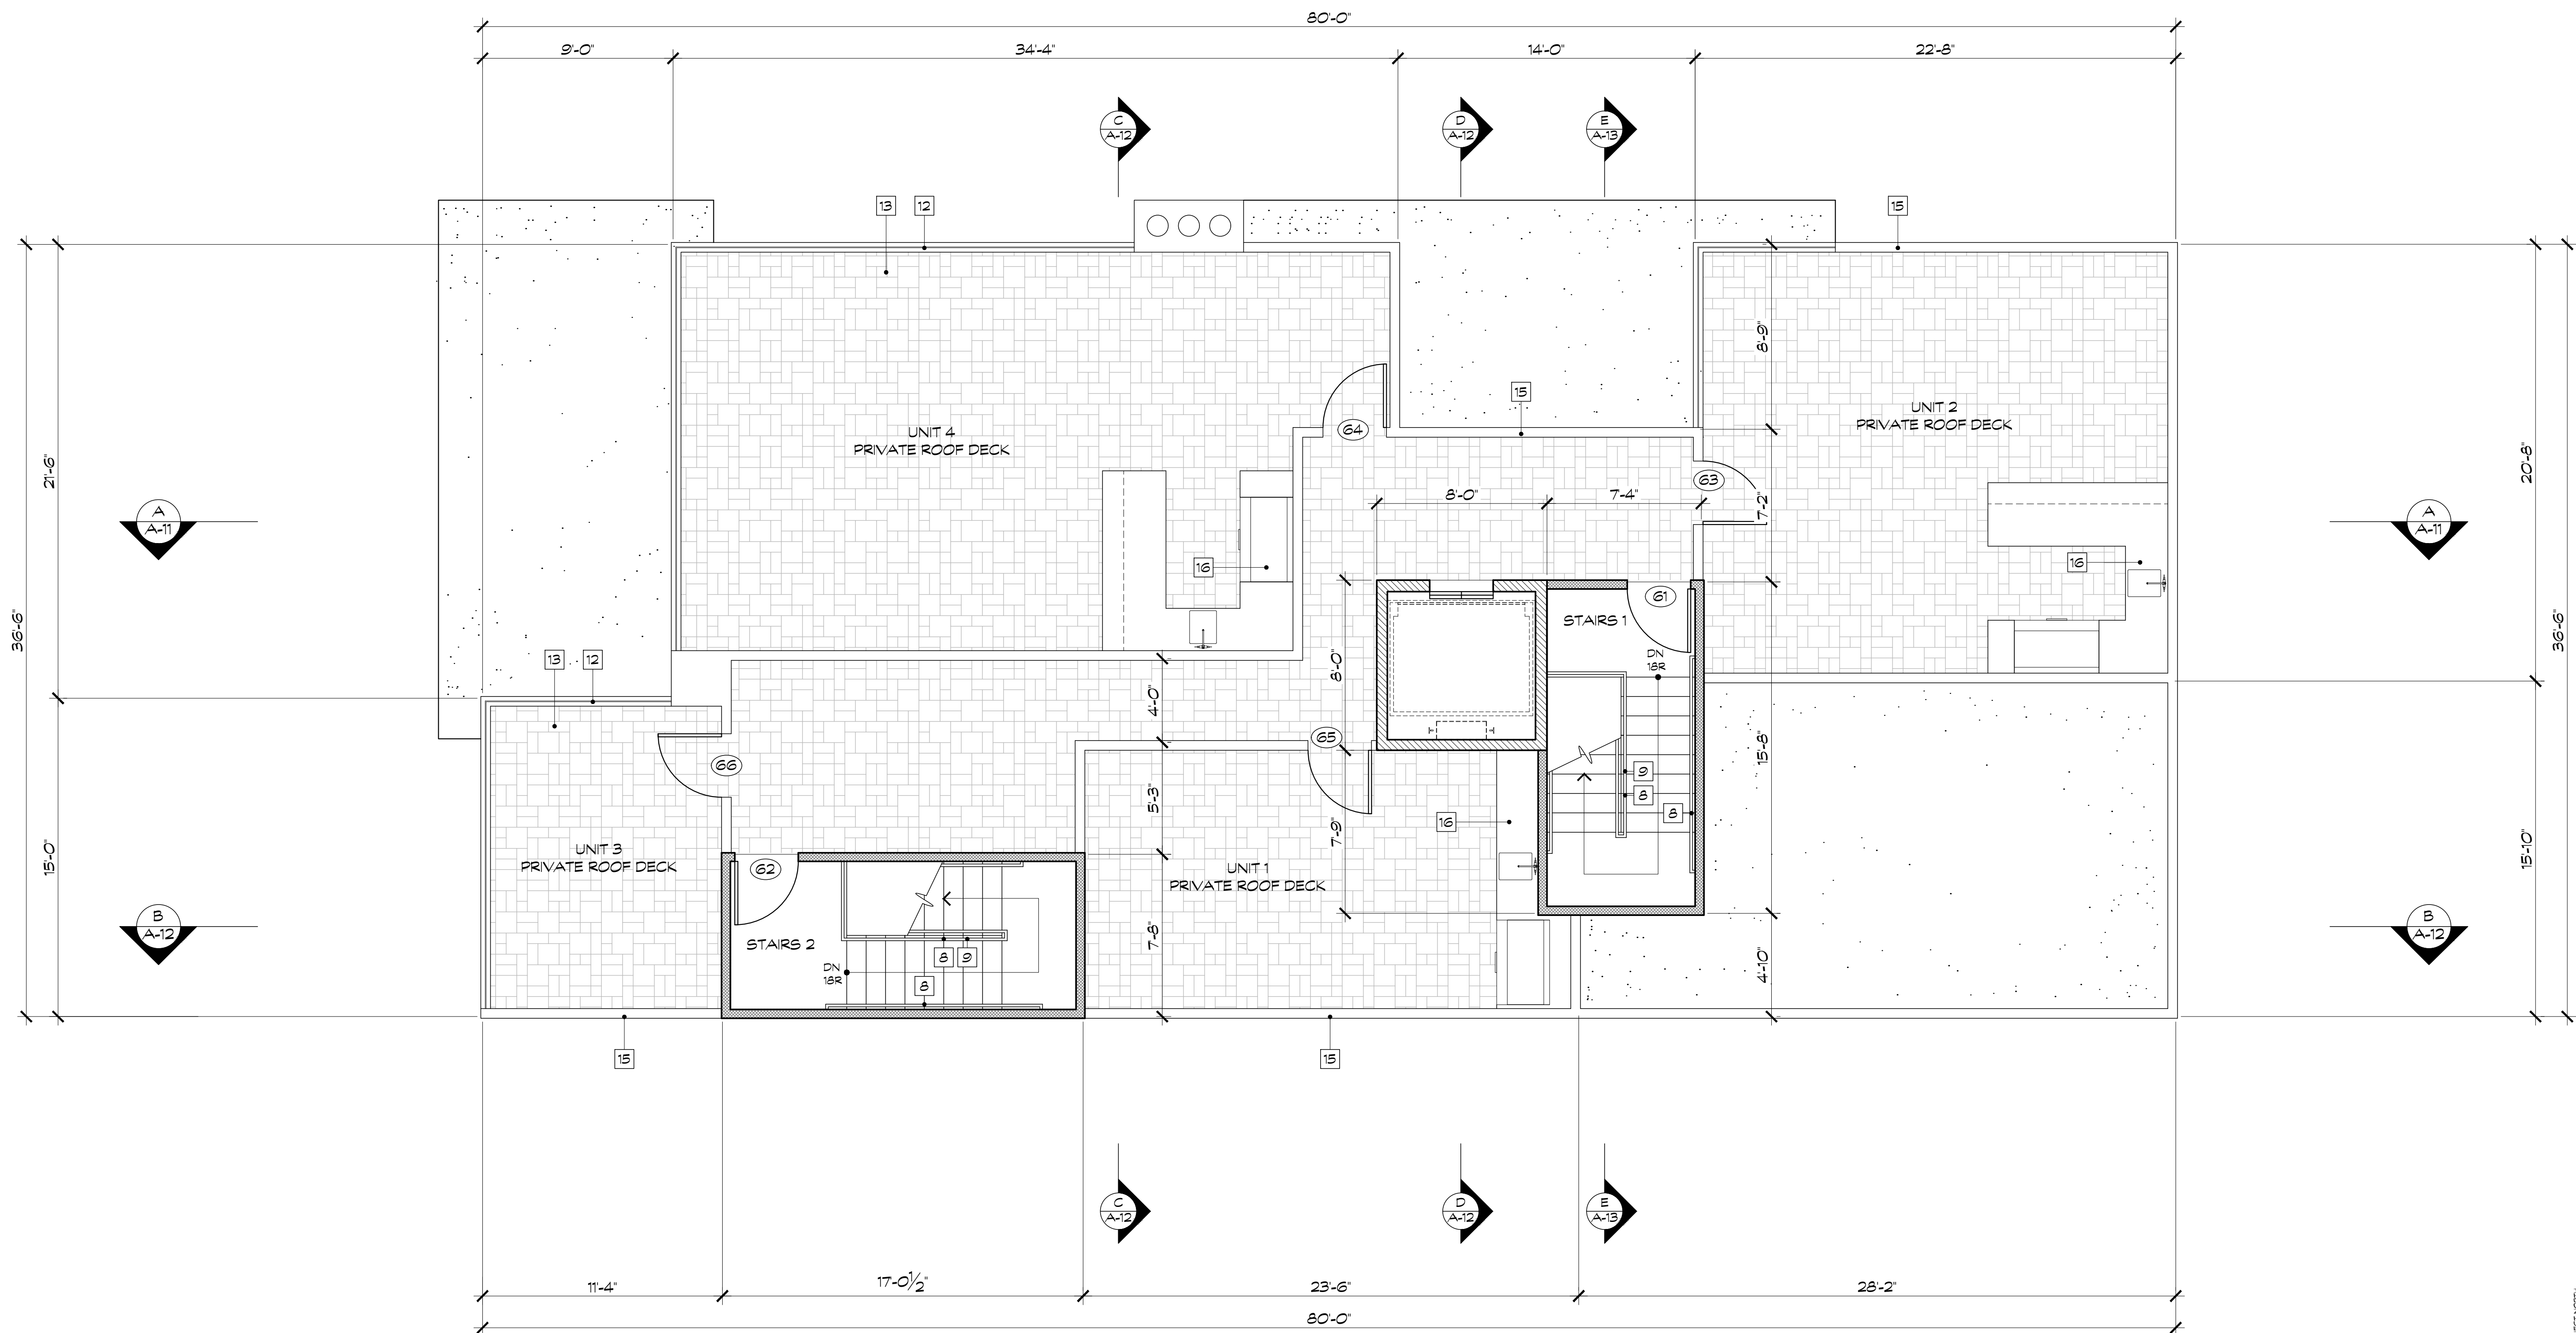 80'-0"
9'-0" 34'-4" 14'-0" 22'-8"
C D E
A-12 A-12 A-13
13 12 15
8'-9"
15
UNIT 2
PRIVATE ROOF DECK
UNIT 4
PRIVATE ROOF DECK
64
21'-6"
20'-8"
63
8'-0" 7'-4"
7'-2"
A A
A-11 A-11
16
16
61
STAIRS 1
DN
18R
36'-6"
36'-6"
13 12
8'-0"
4'-0"
65
66
15'-8"
9
8
8
5'-3"
7'-9"
16
15'-0"
15'-10"
UNIT 3
PRIVATE ROOF DECK
62
UNIT 1
PRIVATE ROOF DECK
B B
A-12 A-12
STAIRS 2
7'-8"
8 9
DN
18R
8
4'-10"
15 15
C D E
A-12 A-12 A-13
11'-4" 17'-0 1/2" 23'-6" 28'-2"
80'-0"